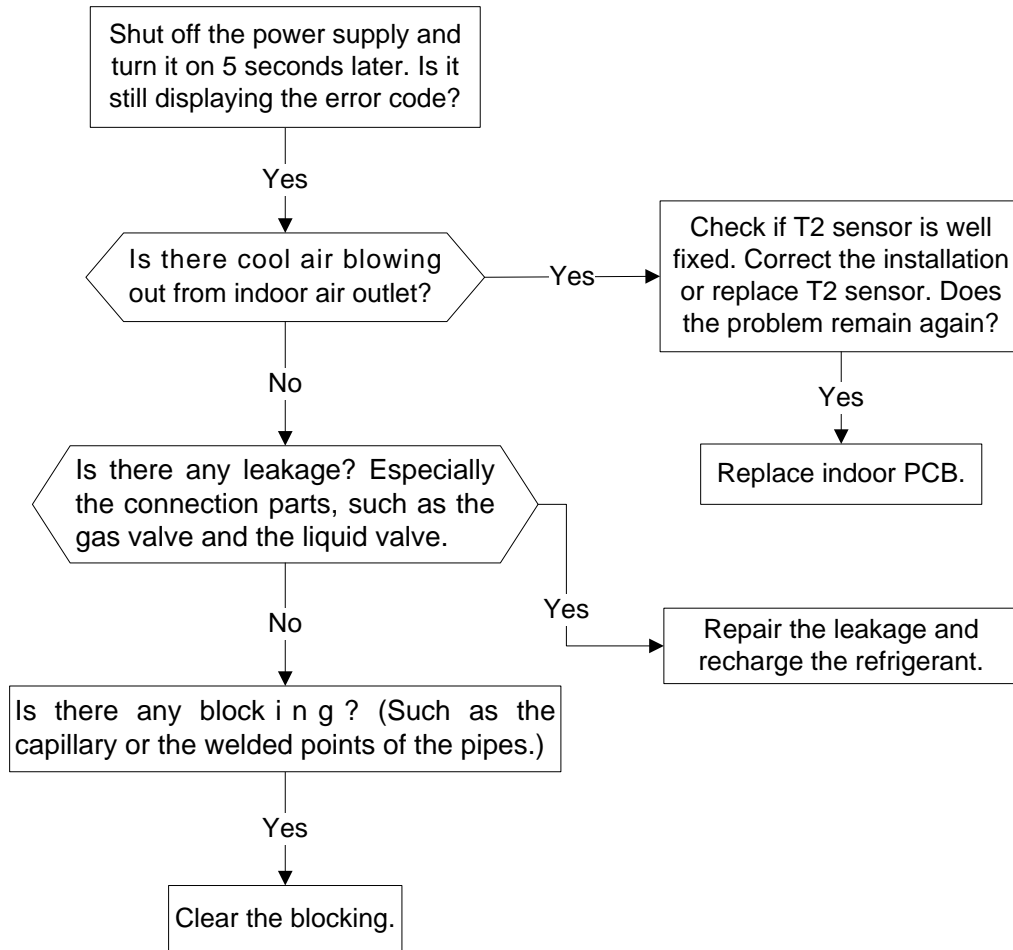 Shut off the power supply and
turn it on 5 seconds later. Is it
still displaying the error code?
Yes
Is there cool air blowing
out from indoor air outlet?
Yes
Check if T2 sensor is well
fixed. Correct the installation
or replace T2 sensor. Does
the problem remain again?
Yes
Replace indoor PCB.
No
Is there any leakage? Especially
the connection parts, such as the
gas valve and the liquid valve.
Yes
Repair the leakage and
recharge the refrigerant.
No
Is there any blocking? (Such as the
capillary or the welded points of the pipes.)
Yes
Clear the blocking.